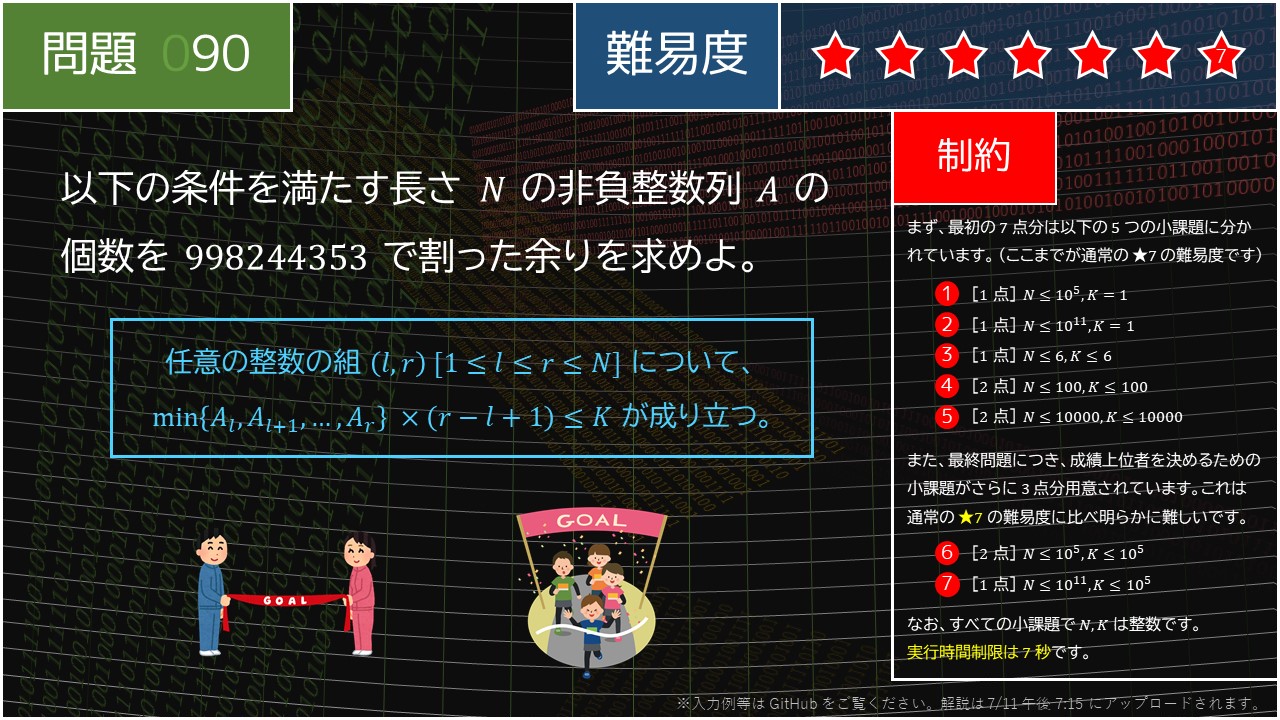 問題 090
難易度
7
制約
以下の条件を満たす長さ N の非負整数列 A の
個数を 998244353 で割った余りを求めよ。
任意の整数の組 (l, r) [1 ≤ l ≤ r ≤ N] について、
min{A_l, A_{l+1}, … , A_r} × (r − l + 1) ≤ K が成り立つ。
GOAL
GOAL
まず、最初の 7 点分は以下の 5 つの小課題に分か
れています。(ここまでが通常の ★7 の難易度です)
1 [1 点] N ≤ 10^5, K = 1
2 [1 点] N ≤ 10^11, K = 1
3 [1 点] N ≤ 6, K ≤ 6
4 [2 点] N ≤ 100, K ≤ 100
5 [2 点] N ≤ 10000, K ≤ 10000
また、最終問題につき、成績上位者を決めるための
小課題がさらに 3 点分用意されています。これは
通常の ★7 の難易度に比べ明らかに難しいです。
6 [2 点] N ≤ 10^5, K ≤ 10^5
7 [1 点] N ≤ 10^11, K ≤ 10^5
なお、すべての小課題で N, K は整数です。
実行時間制限は 7 秒です。
※入力例等は GitHub をご覧ください。解説は 7/11 午後 7:15 にアップロードされます。